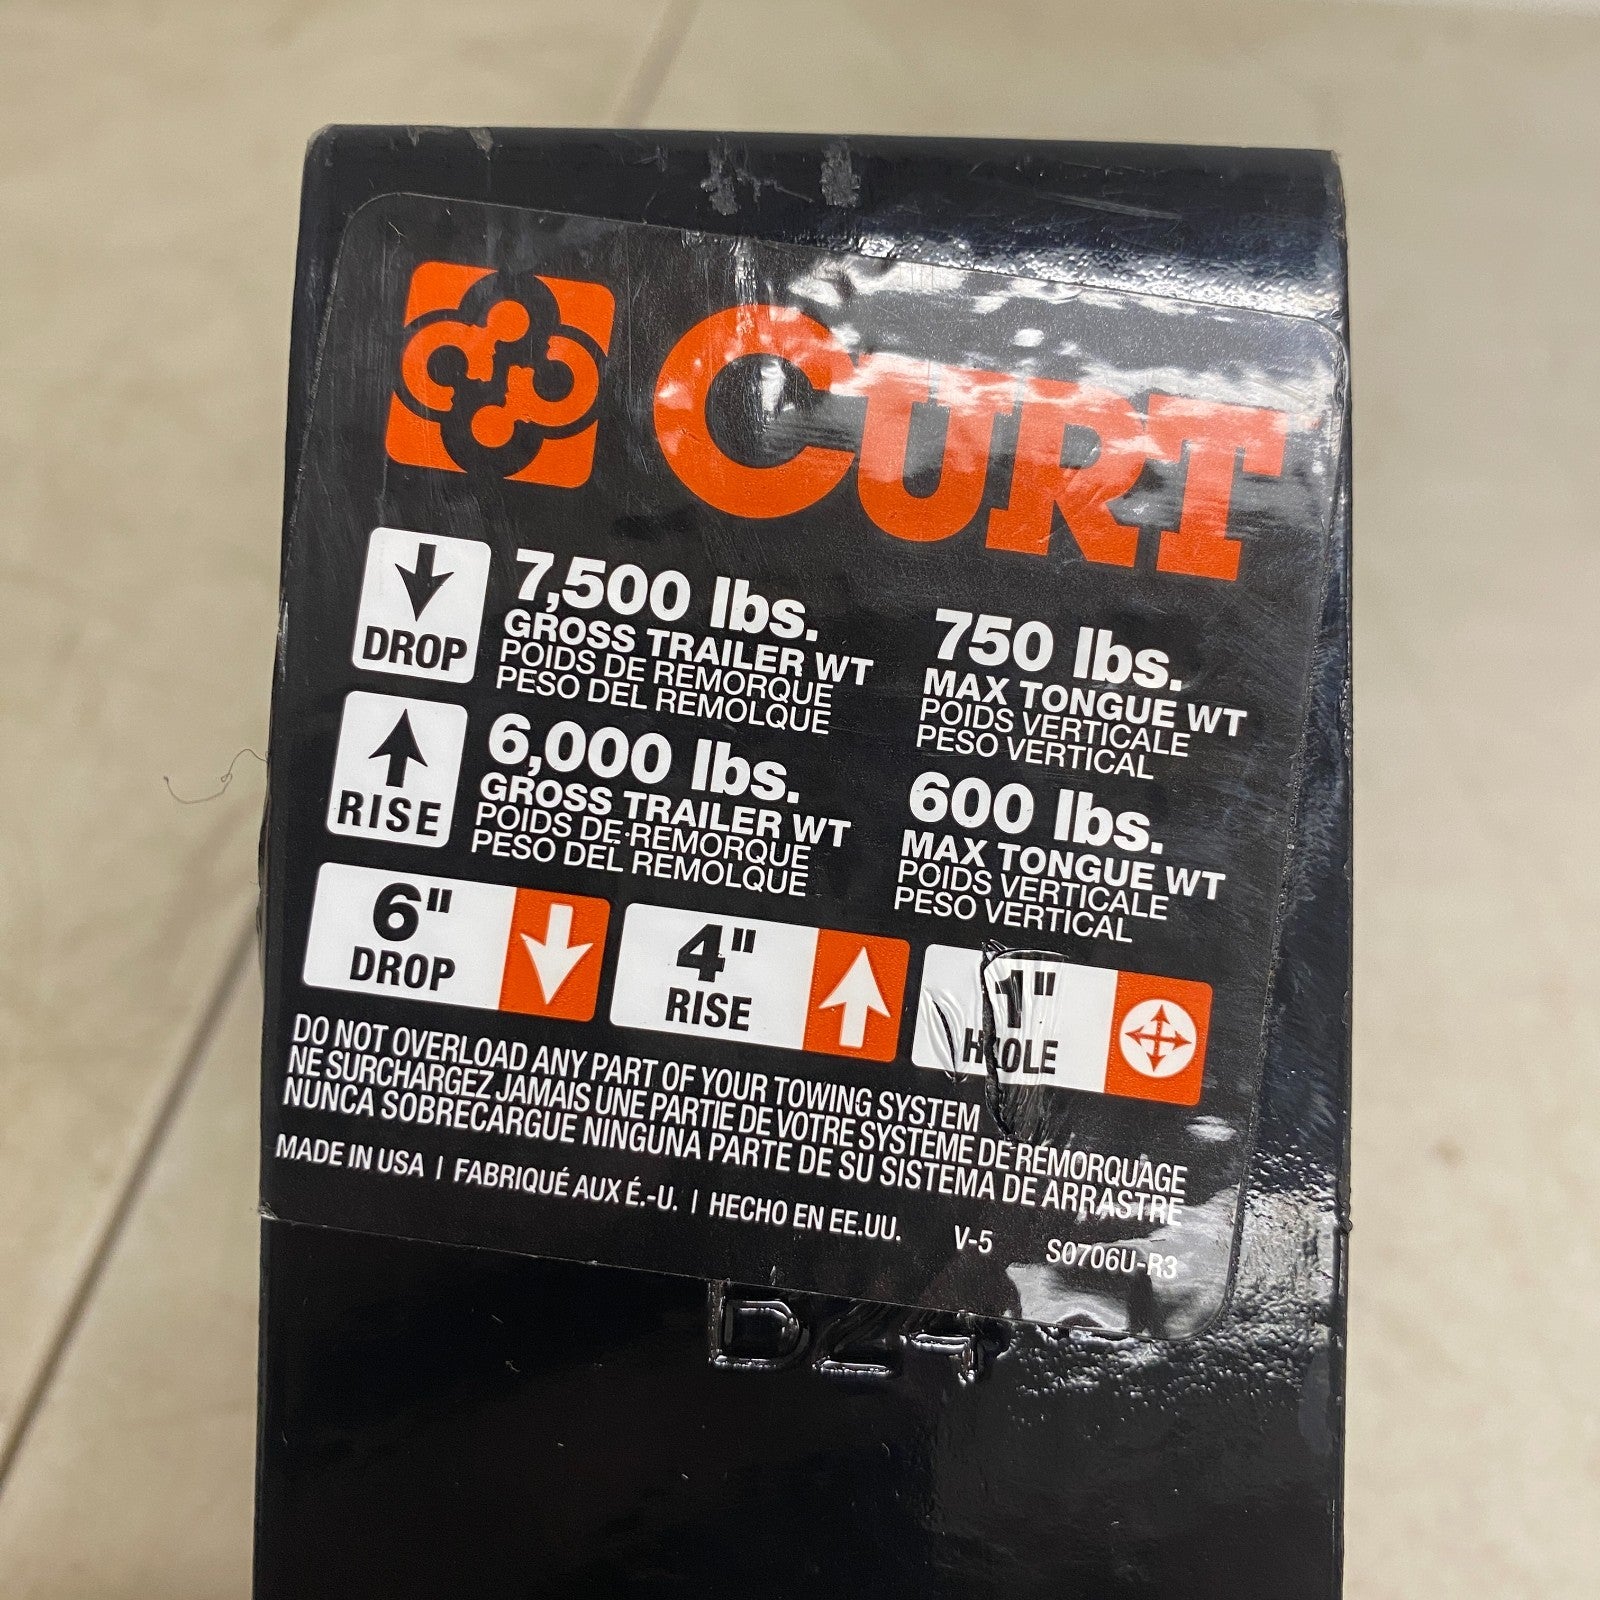 CURT
DROP
7,500 lbs.
GROSS TRAILER WT
POIDS DE REMORQUE
PESO DEL REMOLQUE
750 lbs.
MAX TONGUE WT
POIDS VERTICALE
PESO VERTICAL
RISE
6,000 lbs.
GROSS TRAILER WT
POIDS DE REMORQUE
PESO DEL REMOLQUE
600 lbs.
MAX TONGUE WT
POIDS VERTICALE
PESO VERTICAL
6"
DROP
4"
RISE
1"
HOLE
DO NOT OVERLOAD ANY PART OF YOUR TOWING SYSTEM
NE SURCHARGEZ JAMAIS UNE PARTIE DE VOTRE SYSTEME DE REMORQUAGE
NUNCA SOBRECARGUE NINGUNA PARTE DE SU SISTEMA DE ARRASTRE
MADE IN USA | FABRIQUÉ AUX É.-U. | HECHO EN EE.UU. V-5 S0706U-R3